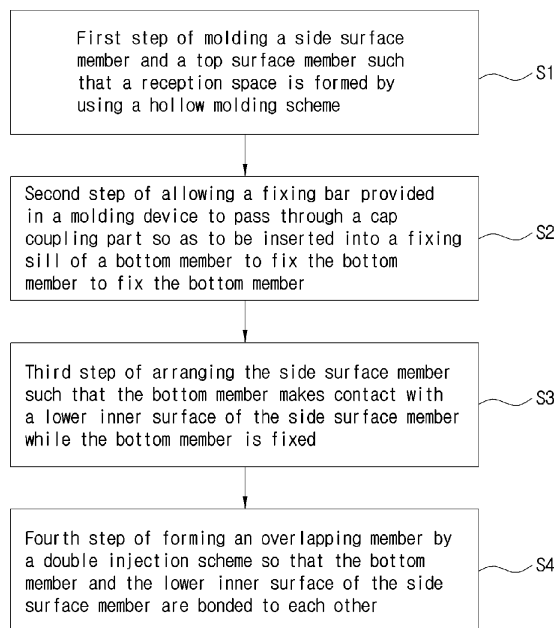 First step of molding a side surface
member and a top surface member such
that a reception space is formed by
using a hollow molding scheme
S1
Second step of allowing a fixing bar provided
in a molding device to pass through a cap
coupling part so as to be inserted into a fixing
sill of a bottom member to fix the bottom
member to fix the bottom member
S2
Third step of arranging the side surface member
such that the bottom member makes contact with
a lower inner surface of the side surface member
while the bottom member is fixed
S3
Fourth step of forming an overlapping member by
a double injection scheme so that the bottom
member and the lower inner surface of the side
surface member are bonded to each other
S4